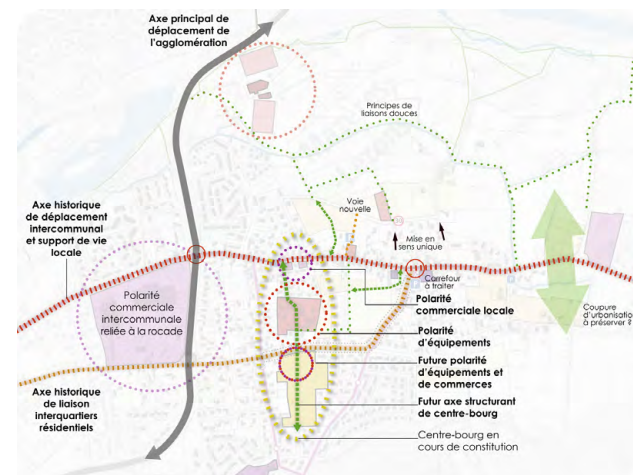 Axe principal de
déplacement de
l'agglomération
Principes de
liaisons douces
Axe historique
de déplacement
intercommunal
et support de vie
locale
Voie
nouvelle
Mise en
sens unique
Carrefour
à traiter
Polarité
commerciale
intercommunale
reliée à la rocade
Coupure
d'urbanisation
à préserver ?
Polarité
commerciale locale
Polarité
d'équipements
Future polarité
d'équipements et
de commerces
Axe historique
de liaison
interquartiers
résidentiels
Futur axe structurant
de centre-bourg
Centre-bourg en
cours de constitution